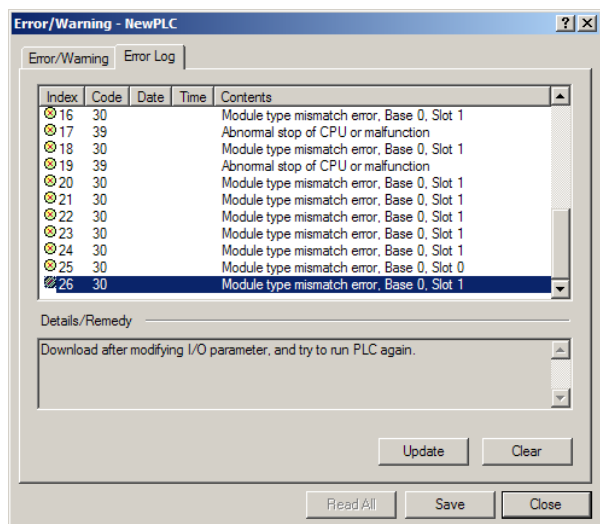 Error/Warning - NewPLC
Error/Warning Error Log
Index Code Date Time Contents
16 30 Module type mismatch error, Base 0, Slot 1
17 39 Abnormal stop of CPU or malfunction
18 30 Module type mismatch error, Base 0, Slot 1
19 39 Abnormal stop of CPU or malfunction
20 30 Module type mismatch error, Base 0, Slot 1
21 30 Module type mismatch error, Base 0, Slot 1
22 30 Module type mismatch error, Base 0, Slot 1
23 30 Module type mismatch error, Base 0, Slot 1
24 30 Module type mismatch error, Base 0, Slot 1
25 30 Module type mismatch error, Base 0, Slot 0
26 30 Module type mismatch error, Base 0, Slot 1
Details/Remedy
Download after modifying I/O parameter, and try to run PLC again.
Update Clear
Read All Save Close